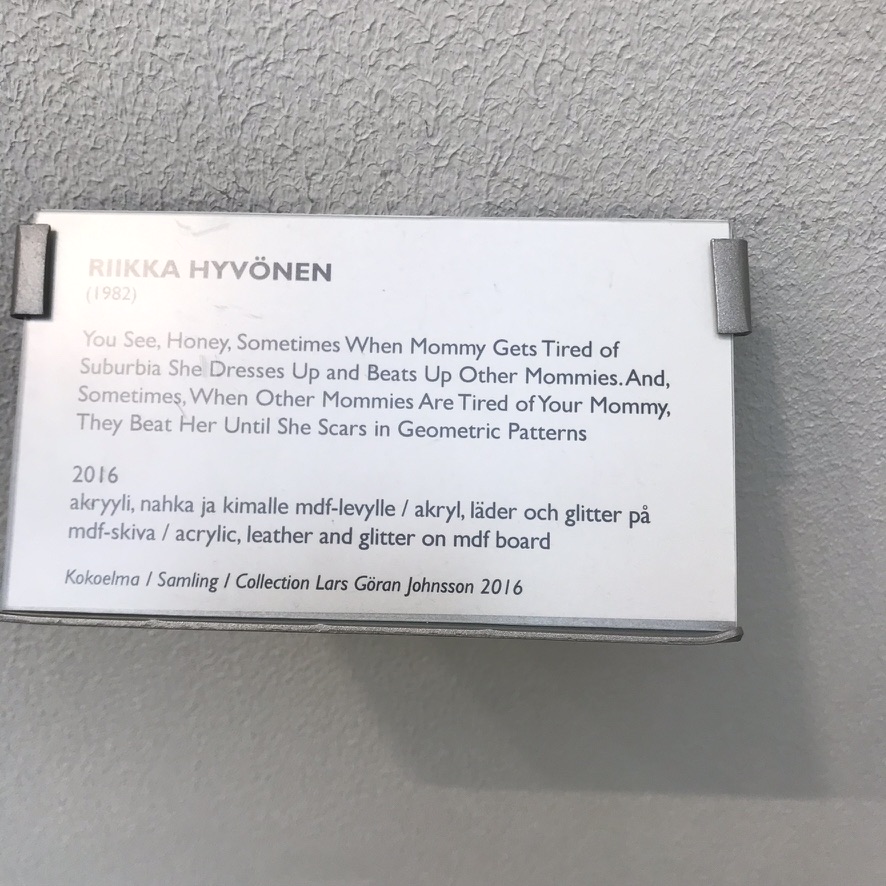 RIIKKA HYVÖNEN
(1982)
You See, Honey, Sometimes When Mommy Gets Tired of
Suburbia She Dresses Up and Beats Up Other Mommies. And,
Sometimes, When Other Mommies Are Tired of Your Mommy,
They Beat Her Until She Scars in Geometric Patterns
2016
akryyli, nahka ja kimalle mdf-levylle / akryl, läder och glitter på
mdf-skiva / acrylic, leather and glitter on mdf board
Kokoelma / Samling / Collection Lars Göran Johnsson 2016